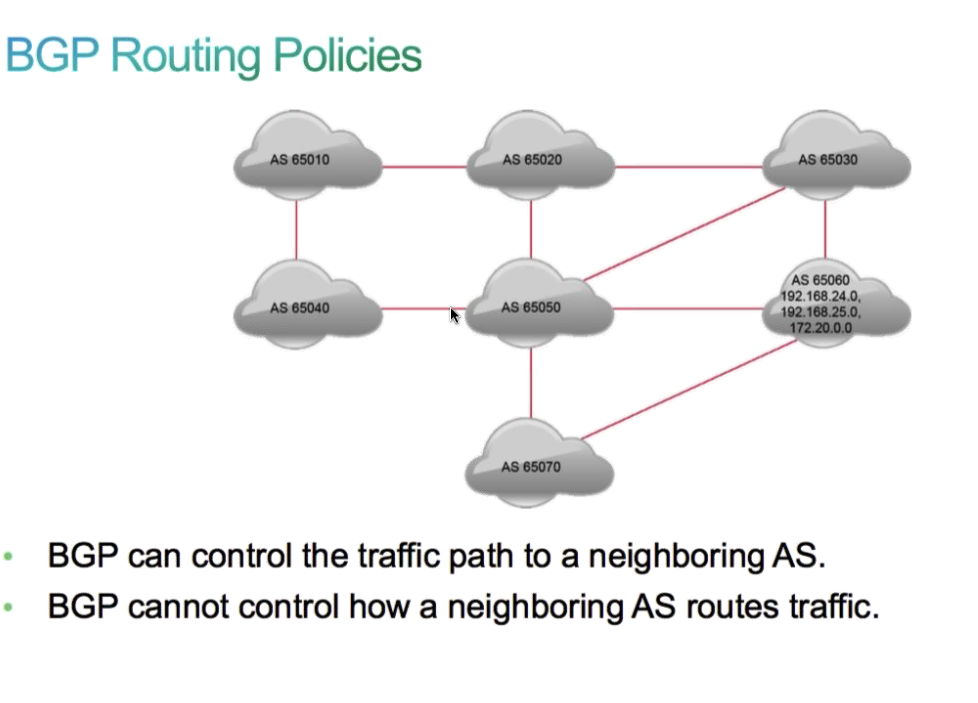 BGP Routing Policies
AS 65010
AS 65020
AS 65030
AS 65040
AS 65050
AS 65060
192.168.24.0,
192.168.25.0,
172.20.0.0
AS 65070
• BGP can control the traffic path to a neighboring AS.
• BGP cannot control how a neighboring AS routes traffic.